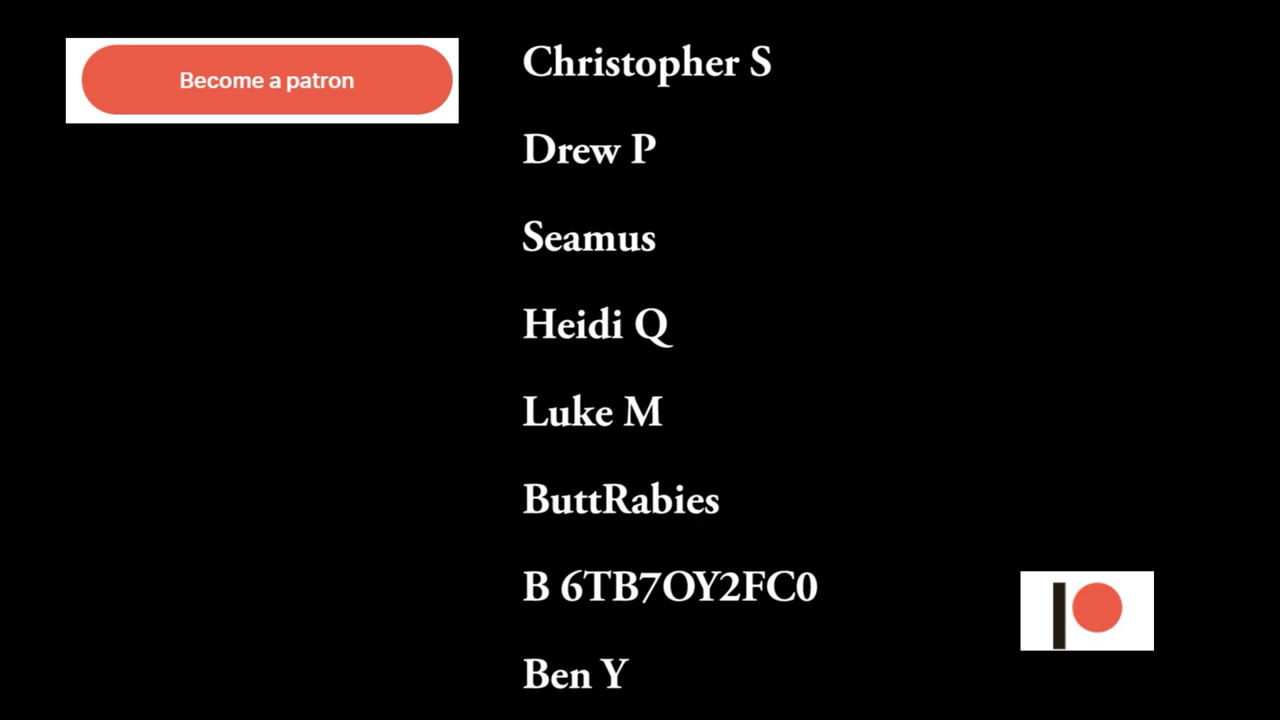 Become a patron
Christopher S
Drew P
Seamus
Heidi Q
Luke M
ButtRabies
B 6TB7OY2FC0
Ben Y